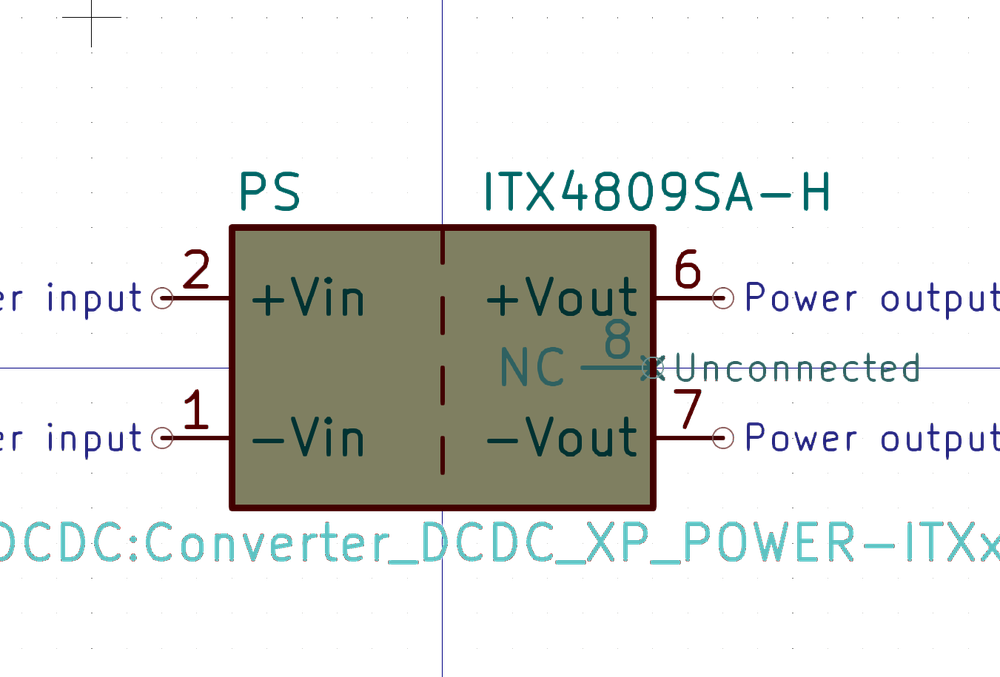 PS ITX4809SA-H
2 6
er input +Vin +Vout Power output
8
NC Unconnected
1 7
er input -Vin -Vout Power output
DCDC:Converter_DCDC_XP_POWER-ITXx